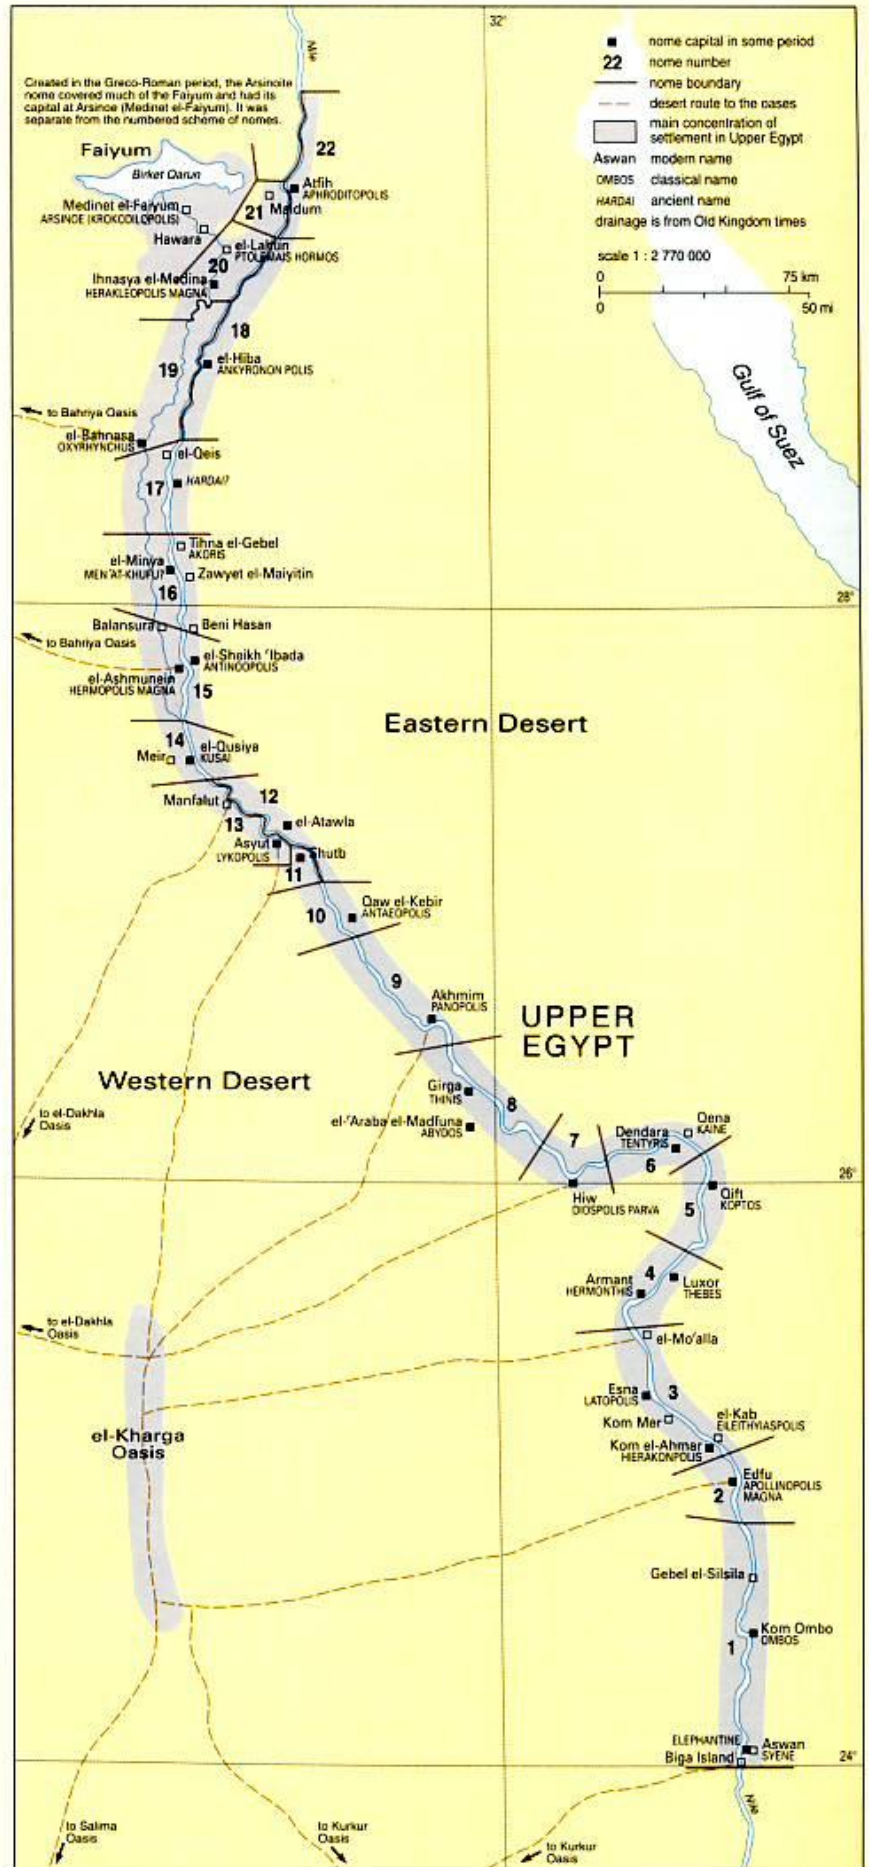 32°
Nile
nome capital in some period
22 nome number
nome boundary
desert route to the oases
main concentration of
settlement in Upper Egypt
Aswan modern name
OMBOS classical name
HARDAI ancient name
drainage is from Old Kingdom times
scale 1 : 2 770 000
0 75 km
0 50 mi
Created in the Greco-Roman period, the Arsinoite
nome covered much of the Faiyum and had its
capital at Arsinoe (Medinet el-Faiyum). It was
separate from the numbered scheme of nomes.
Faiyum
Birket Qarun
22
Atfih
APHRODITOPOLIS
21
Maidum
Medinet el-Faiyum
ARSINOE (KROKODILOPOLIS)
Hawara
el-Lahun
PTOLEMAIS HORMOS
20
Ihnasya el-Medina
HERAKLEOPOLIS MAGNA
18
19
el-Hiba
ANKYRONON POLIS
Gulf of Suez
to Bahriya Oasis
el-Bahnasa
OXYRHYNCHUS
el-Qeis
17
HARDAI?
Tihna el-Gebel
AKORIS
el-Minya
MEN'AT-KHUFU?
Zawyet el-Maiyitin
16
28°
Balansura
Beni Hasan
to Bahriya Oasis
el-Sheikh 'Ibada
ANTINOOPOLIS
el-Ashmunein
HERMOPOLIS MAGNA
15
Eastern Desert
14
Meir
el-Qusiya
KUSAI
Manfalut
12
13
el-Atawla
Asyut
LYKOPOLIS
Shutb
11
10
Qaw el-Kebir
ANTAEOPOLIS
9
Akhmim
PANOPOLIS
UPPER
EGYPT
Western Desert
Girga
THINIS
8
el-'Araba el-Madfuna
ABYDOS
to el-Dakhla
Oasis
7
Dendara
TENTYRIS
Qena
KAINE
6
26°
Hiw
DIOSPOLIS PARVA
Qift
KOPTOS
5
4
Armant
HERMONTHIS
Luxor
THEBES
to el-Dakhla
Oasis
el-Mo'alla
Esna
LATOPOLIS
3
Kom Mer
el-Kab
EILEITHYIASPOLIS
el-Kharga
Oasis
Kom el-Ahmar
HIERAKONPOLIS
2
Edfu
APOLLINOPOLIS
MAGNA
Gebel el-Silsila
Kom Ombo
OMBOS
1
ELEPHANTINE
Aswan
SYENE
Biga Island
24°
Nile
to Salima
Oasis
to Kurkur
Oasis
to Kurkur
Oasis